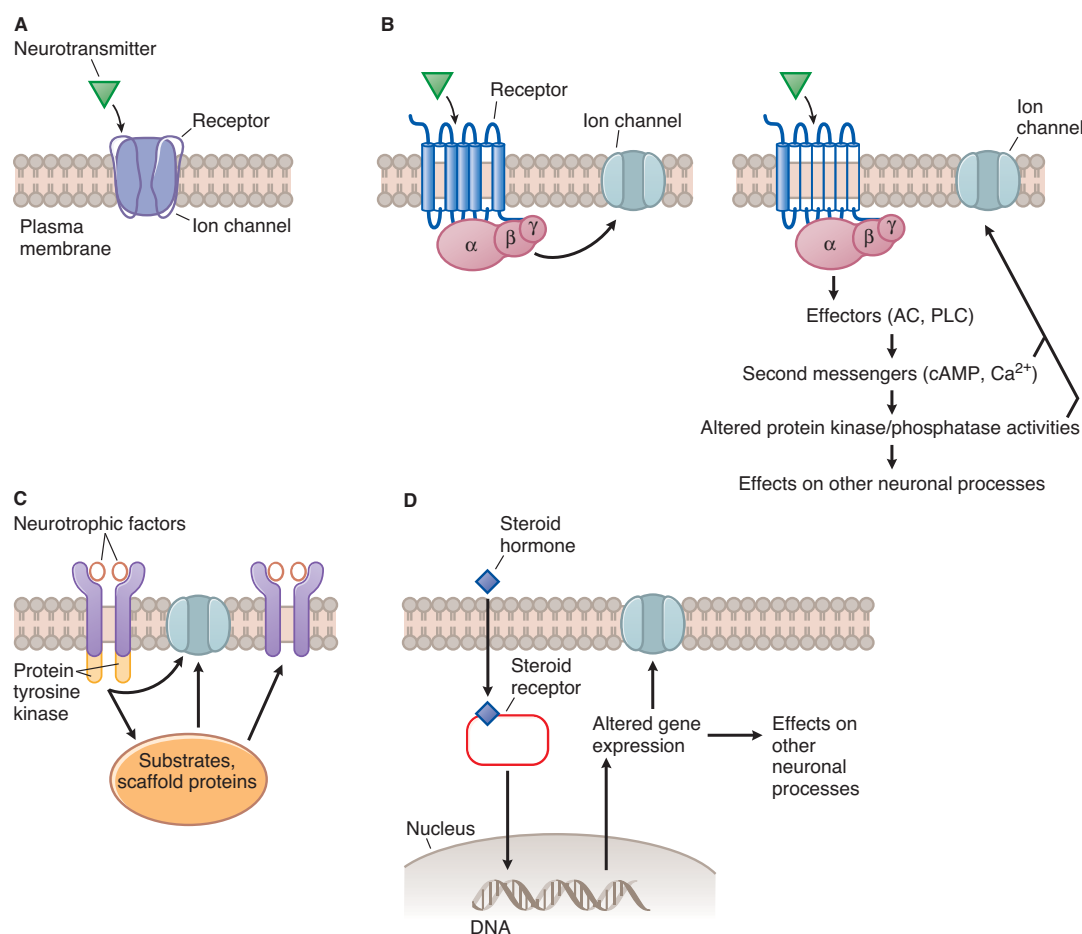 A
Neurotransmitter
Receptor
Plasma
membrane
Ion channel
B
Receptor
Ion channel
α
β
γ
Ion
channel
α
β
γ
Effectors (AC, PLC)
Second messengers (cAMP, Ca²⁺)
Altered protein kinase/phosphatase activities
Effects on other neuronal processes
C
Neurotrophic factors
Protein
tyrosine
kinase
Substrates,
scaffold proteins
D
Steroid
hormone
Steroid
receptor
Altered gene
expression
Effects on
other
neuronal
processes
Nucleus
DNA